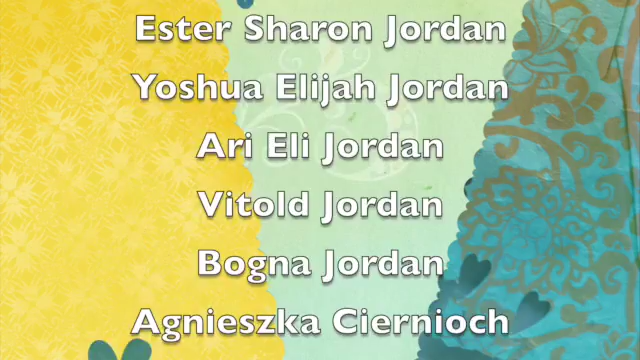 Ester Sharon Jordan
Yoshua Elijah Jordan
Ari Eli Jordan
Vitold Jordan
Bogna Jordan
Agnieszka Ciernioch